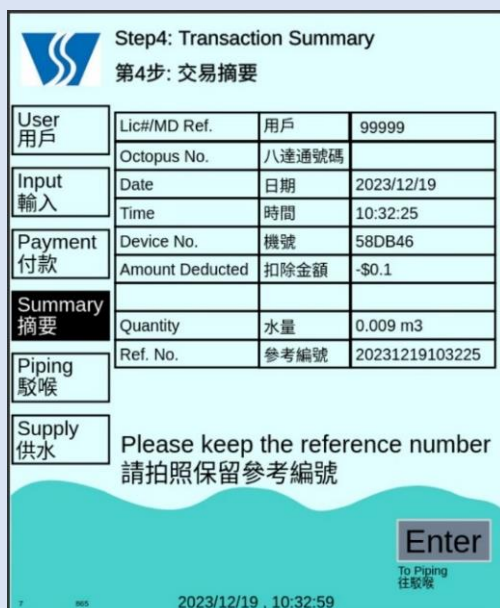 Step4: Transaction Summary
第4步: 交易摘要
User
用戶
Input
輸入
Payment
付款
Summary
摘要
Piping
駁喉
Supply
供水
Lic#/MD Ref. 用戶 99999
Octopus No. 八達通號碼
Date 日期 2023/12/19
Time 時間 10:32:25
Device No. 機號 58DB46
Amount Deducted 扣除金額 -$0.1
Quantity 水量 0.009 m3
Ref. No. 參考編號 20231219103225
Please keep the reference number
請拍照保留參考編號
Enter
To Piping
往駁喉
7 865 2023/12/19 , 10:32:59